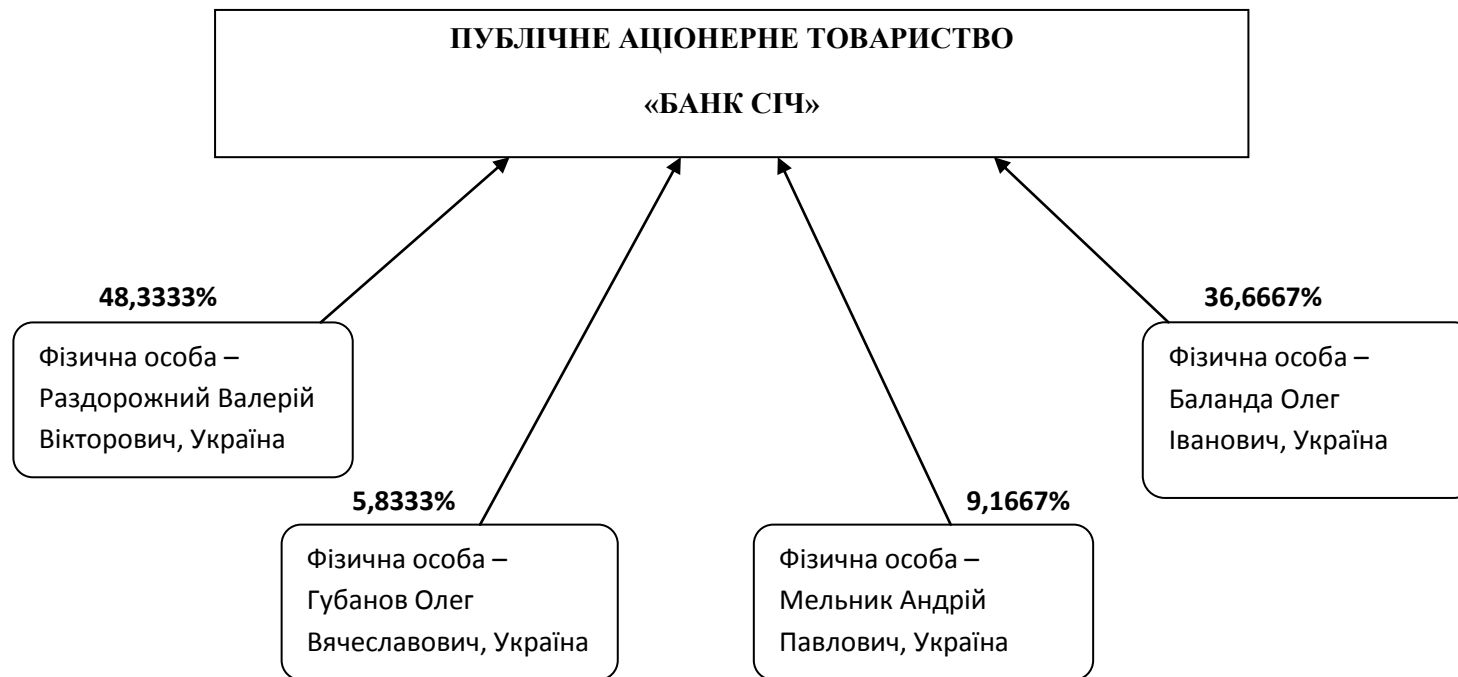 ПУБЛІЧНЕ АЦІОНЕРНЕ ТОВАРИСТВО
«БАНК СІЧ»
48,3333%
Фізична особа –
Раздорожний Валерій
Вікторович, Україна
5,8333%
Фізична особа –
Губанов Олег
Вячеславович, Україна
9,1667%
Фізична особа –
Мельник Андрій
Павлович, Україна
36,6667%
Фізична особа –
Баланда Олег
Іванович, Україна